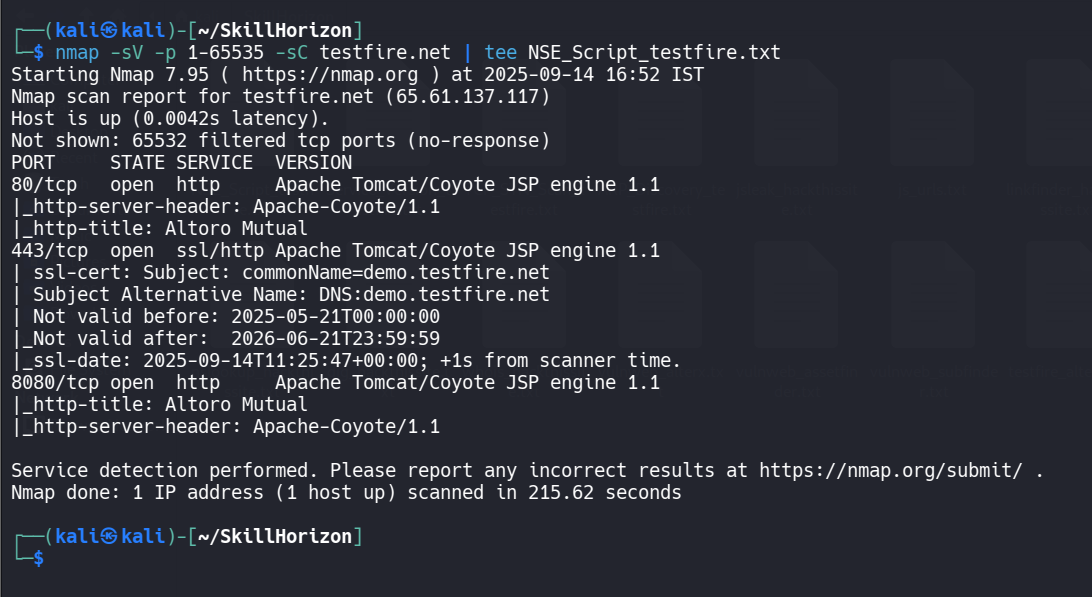 ┌──(kali㉿kali)-[~/SkillHorizon]
└─$ nmap -sV -p 1-65535 -sC testfire.net | tee NSE_Script_testfire.txt
Starting Nmap 7.95 ( https://nmap.org ) at 2025-09-14 16:52 IST
Nmap scan report for testfire.net (65.61.137.117)
Host is up (0.0042s latency).
Not shown: 65532 filtered tcp ports (no-response)
PORT     STATE SERVICE  VERSION
80/tcp   open  http     Apache Tomcat/Coyote JSP engine 1.1
|_http-server-header: Apache-Coyote/1.1
|_http-title: Altoro Mutual
443/tcp  open  ssl/http Apache Tomcat/Coyote JSP engine 1.1
| ssl-cert: Subject: commonName=demo.testfire.net
| Subject Alternative Name: DNS:demo.testfire.net
| Not valid before: 2025-05-21T00:00:00
|_Not valid after:  2026-06-21T23:59:59
|_ssl-date: 2025-09-14T11:25:47+00:00; +1s from scanner time.
8080/tcp open  http     Apache Tomcat/Coyote JSP engine 1.1
|_http-title: Altoro Mutual
|_http-server-header: Apache-Coyote/1.1
Service detection performed. Please report any incorrect results at https://nmap.org/submit/ .
Nmap done: 1 IP address (1 host up) scanned in 215.62 seconds
┌──(kali㉿kali)-[~/SkillHorizon]
└─$